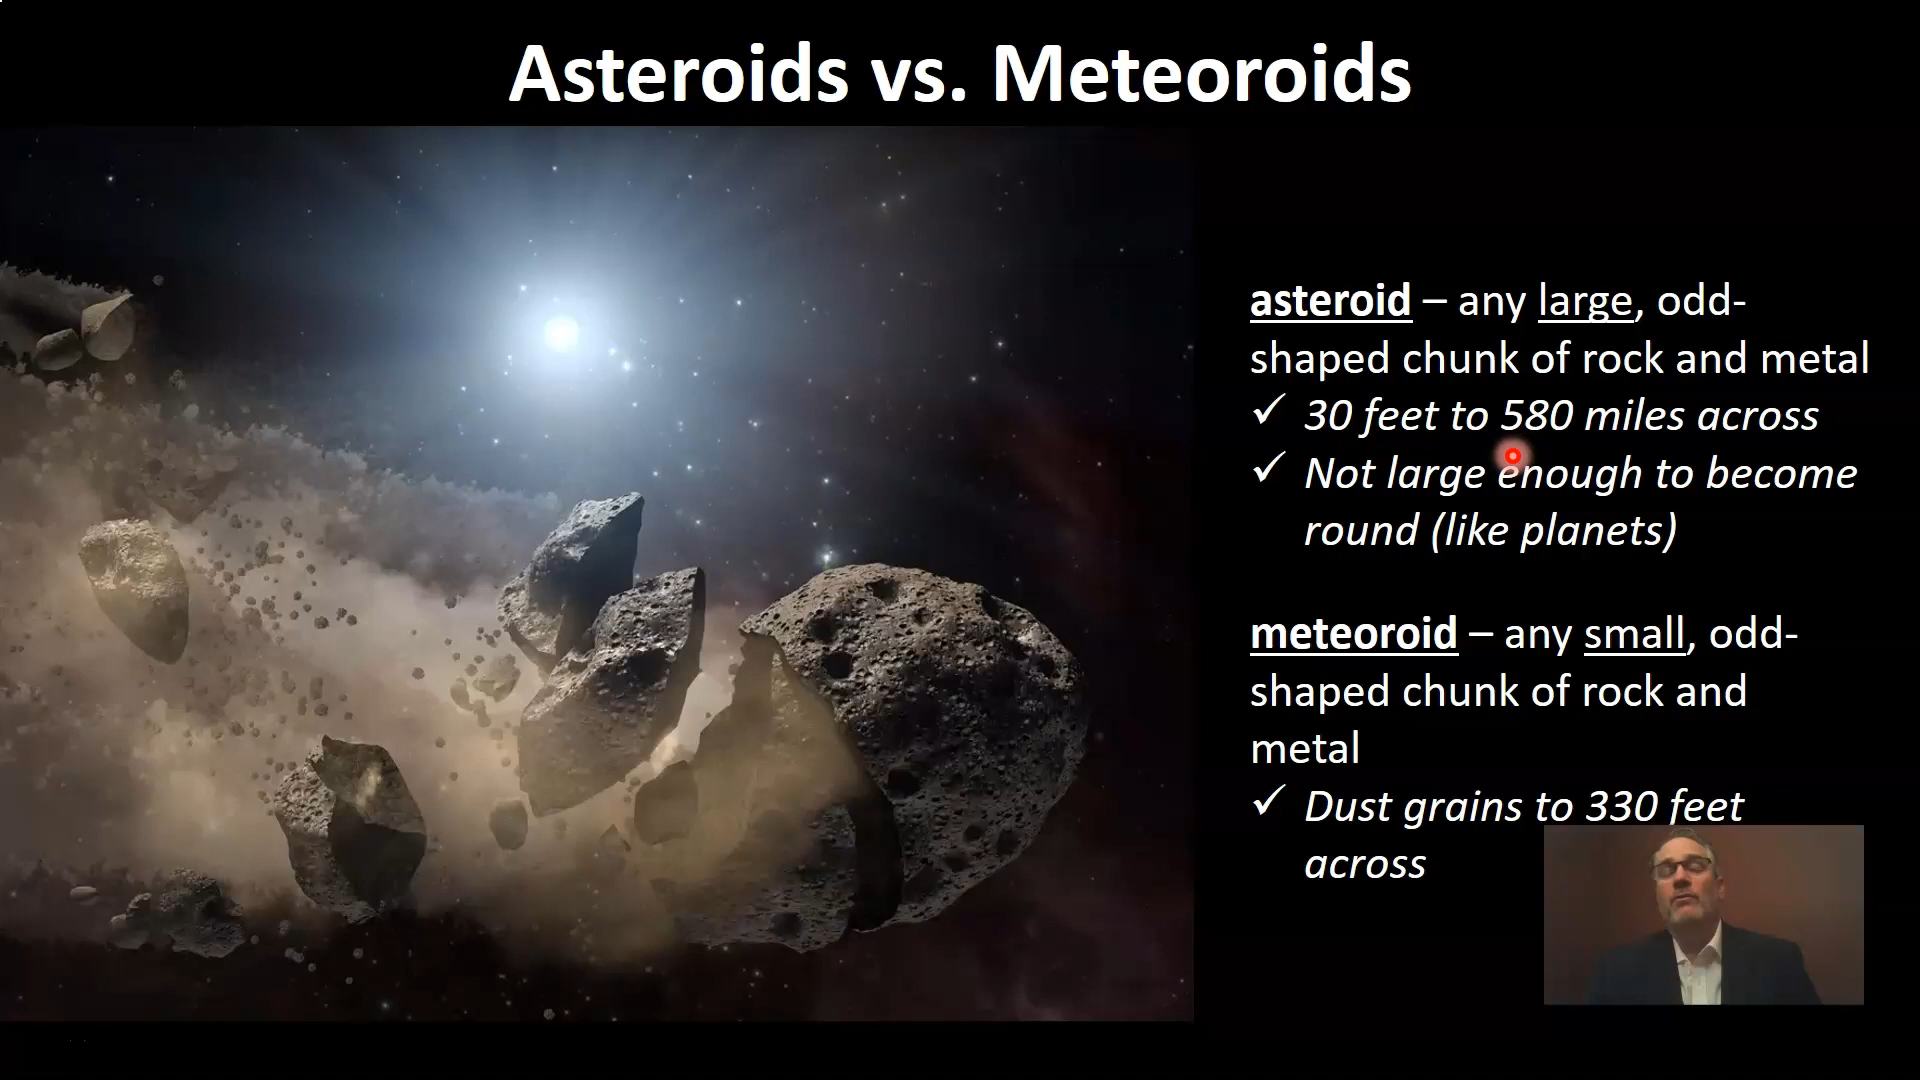 Asteroids vs. Meteoroids
asteroid – any large, odd-
shaped chunk of rock and metal
✓ 30 feet to 580 miles across
✓ Not large enough to become
round (like planets)
meteoroid – any small, odd-
shaped chunk of rock and
metal
✓ Dust grains to 330 feet
across